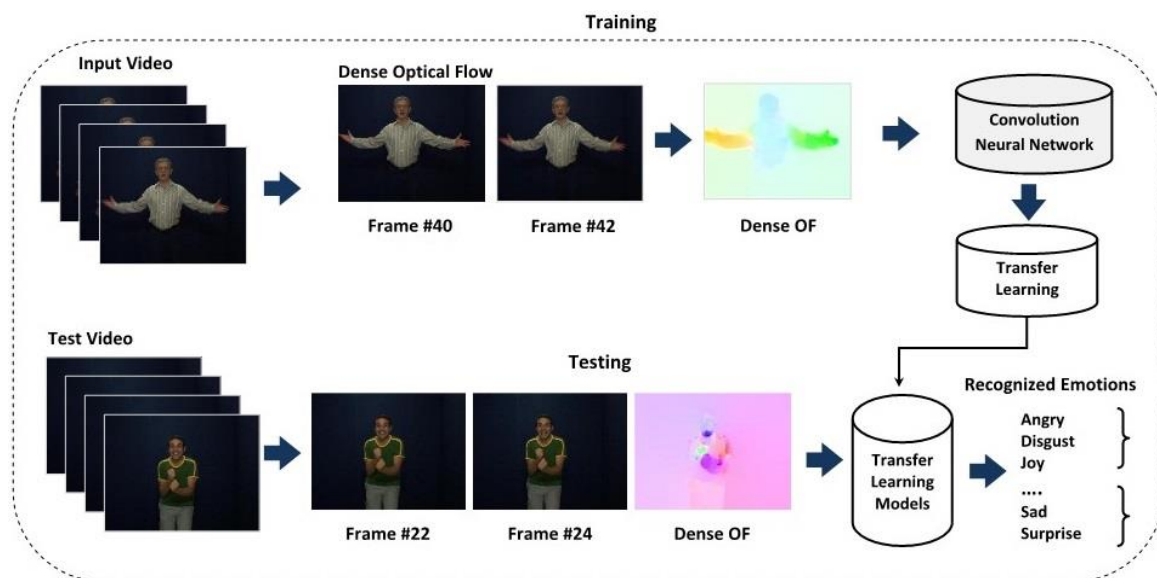 Training
Input Video
Dense Optical Flow
Frame #40
Frame #42
Dense OF
Convolution
Neural Network
Transfer
Learning
Test Video
Testing
Frame #22
Frame #24
Dense OF
Transfer
Learning
Models
Recognized Emotions
Angry
Disgust
Joy
....
Sad
Surprise